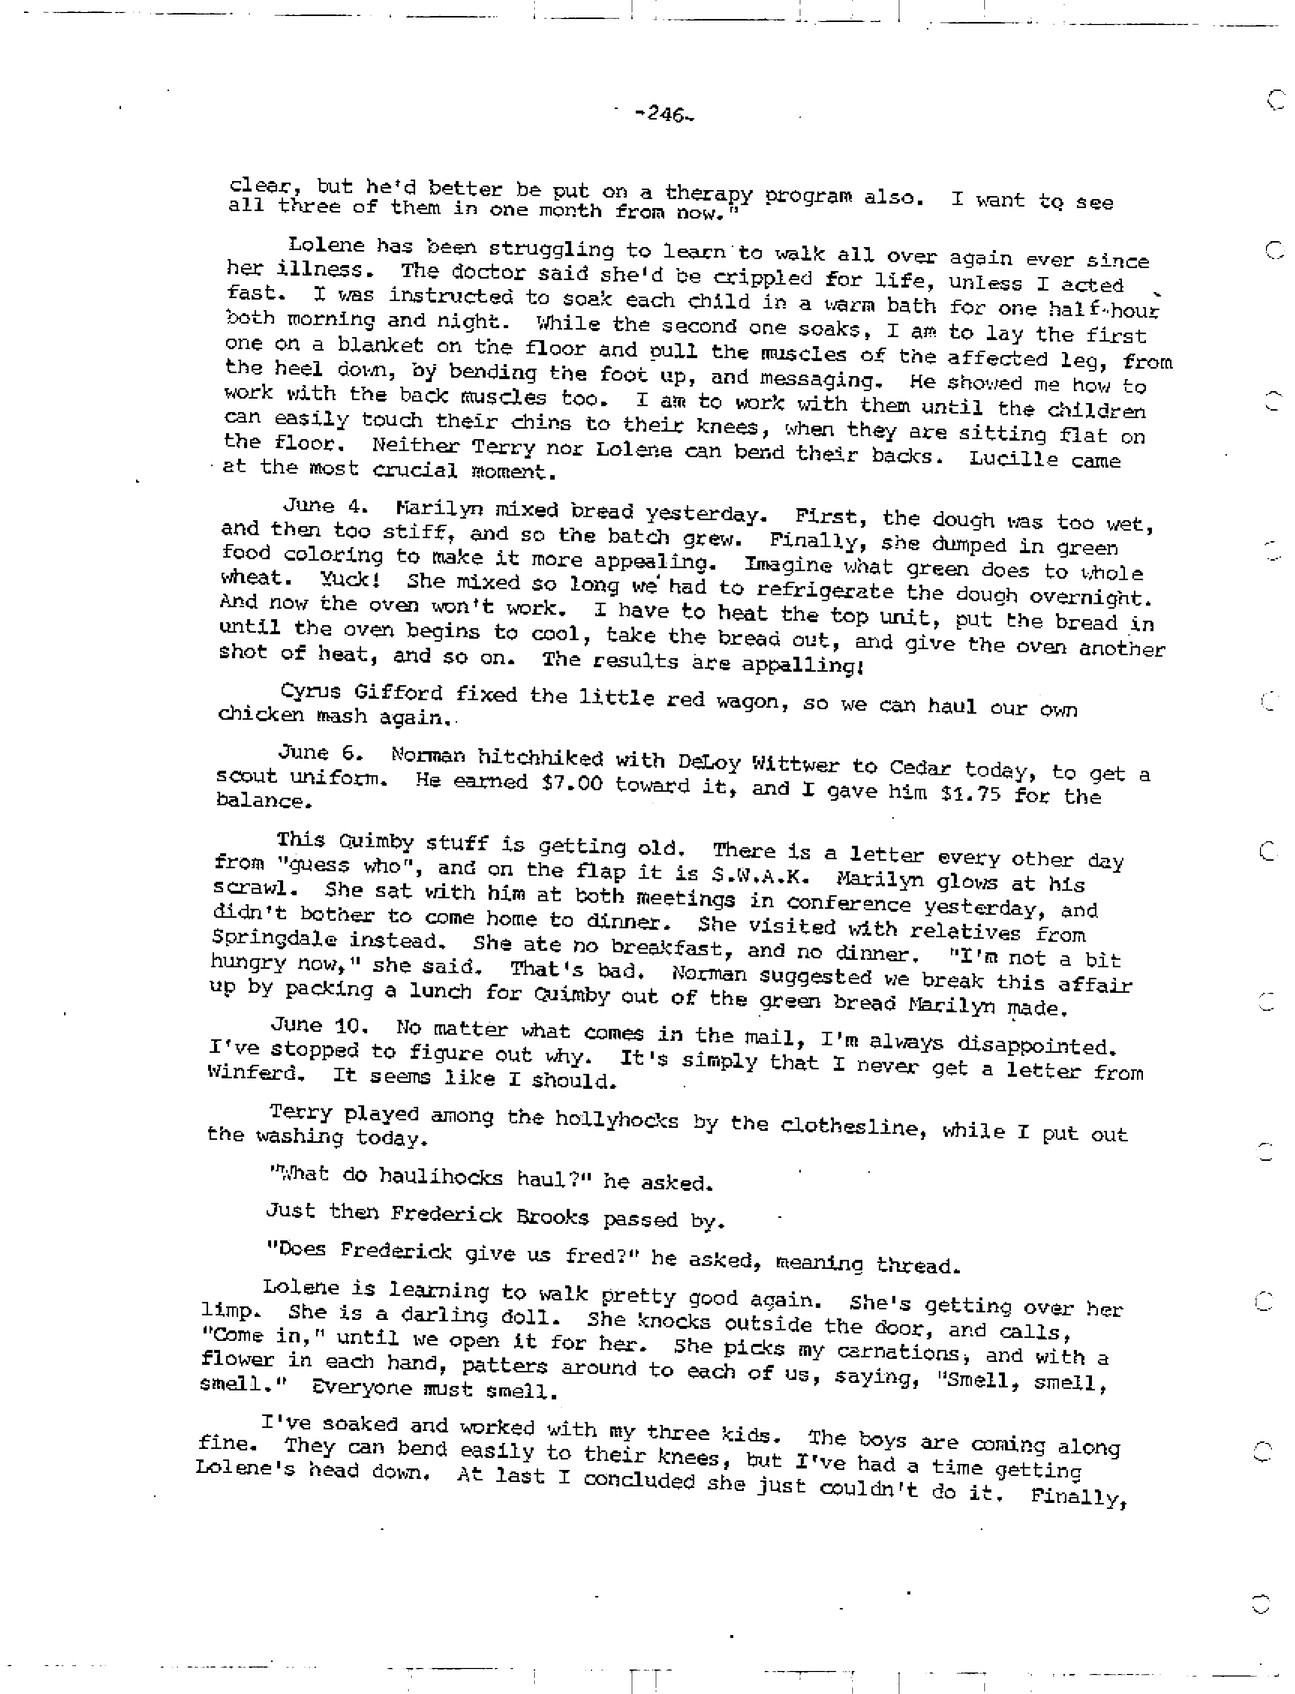 -246-
clear, but he'd better be put on a therapy program also. I want to see
all three of them in one month from now."
Lolene has been struggling to learn to walk all over again ever since
her illness. The doctor said she'd be crippled for life, unless I acted
fast. I was instructed to soak each child in a warm bath for one half-hour
both morning and night. While the second one soaks, I am to lay the first
one on a blanket on the floor and pull the muscles of the affected leg, from
the heel down, by bending the foot up, and messaging. He showed me how to
work with the back muscles too. I am to work with them until the children
can easily touch their chins to their knees, when they are sitting flat on
the floor. Neither Terry nor Lolene can bend their backs. Lucille came
at the most crucial moment.
June 4. Marilyn mixed bread yesterday. First, the dough was too wet,
and then too stiff, and so the batch grew. Finally, she dumped in green
food coloring to make it more appealing. Imagine what green does to whole
wheat. Yuck! She mixed so long we had to refrigerate the dough overnight.
And now the oven won't work. I have to heat the top unit, put the bread in
until the oven begins to cool, take the bread out, and give the oven another
shot of heat, and so on. The results are appalling!
Cyrus Gifford fixed the little red wagon, so we can haul our own
chicken mash again.
June 6. Norman hitchhiked with DeLoy Wittwer to Cedar today, to get a
scout uniform. He earned $7.00 toward it, and I gave him $1.75 for the
balance.
This Quimby stuff is getting old. There is a letter every other day
from "guess who", and on the flap it is S.W.A.K. Marilyn glows at his
scrawl. She sat with him at both meetings in conference yesterday, and
didn't bother to come home to dinner. She visited with relatives from
Springdale instead. She ate no breakfast, and no dinner. "I'm not a bit
hungry now," she said. That's bad. Norman suggested we break this affair
up by packing a lunch for Quimby out of the green bread Marilyn made.
June 10. No matter what comes in the mail, I'm always disappointed.
I've stopped to figure out why. It's simply that I never get a letter from
Winferd. It seems like I should.
Terry played among the hollyhocks by the clothesline, while I put out
the washing today.
"What do haulihocks haul?" he asked.
Just then Frederick Brooks passed by.
"Does Frederick give us fred?" he asked, meaning thread.
Lolene is learning to walk pretty good again. She's getting over her
limp. She is a darling doll. She knocks outside the door, and calls,
"Come in," until we open it for her. She picks my carnations, and with a
flower in each hand, patters around to each of us, saying, "Smell, smell,
smell." Everyone must smell.
I've soaked and worked with my three kids. The boys are coming along
fine. They can bend easily to their knees, but I've had a time getting
Lolene's head down. At last I concluded she just couldn't do it. Finally,